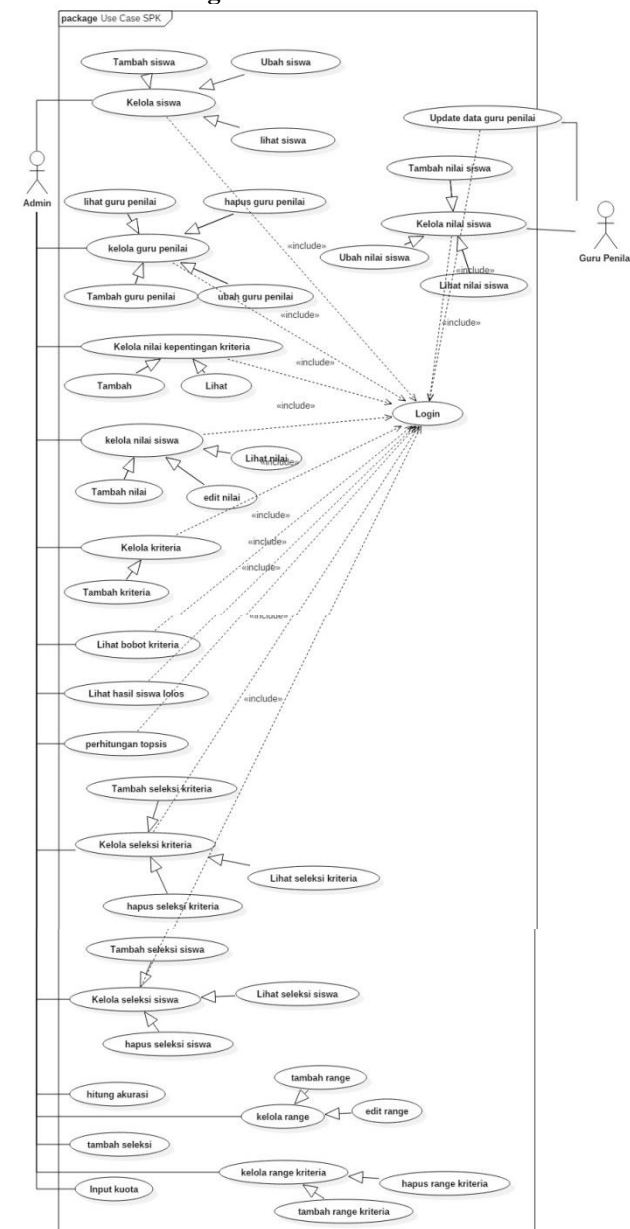 package Use Case SPK
Tambah siswa
Ubah siswa
Kelola siswa
lihat siswa
Update data guru penilai
Admin
Tambah nilai siswa
lihat guru penilai
hapus guru penilai
Kelola nilai siswa
Guru Penila
kelola guru penilai
«include»
Ubah nilai siswa
«include»
Lihat nilai siswa
Tambah guru penilai
ubah guru penilai
«include»
«include»
Kelola nilai kepentingan kriteria
«include»
Tambah
Lihat
«include»
Login
kelola nilai siswa
Lihat nilai
«include»
Tambah nilai
edit nilai
«include»
Kelola kriteria
«include»
«include»
Tambah kriteria
«include»
Lihat bobot kriteria
Lihat hasil siswa lolos
«include»
perhitungan topsis
Tambah seleksi kriteria
Kelola seleksi kriteria
Lihat seleksi kriteria
hapus seleksi kriteria
Tambah seleksi siswa
Kelola seleksi siswa
Lihat seleksi siswa
hapus seleksi siswa
tambah range
hitung akurasi
kelola range
edit range
tambah seleksi
kelola range kriteria
hapus range kriteria
Input kuota
tambah range kriteria